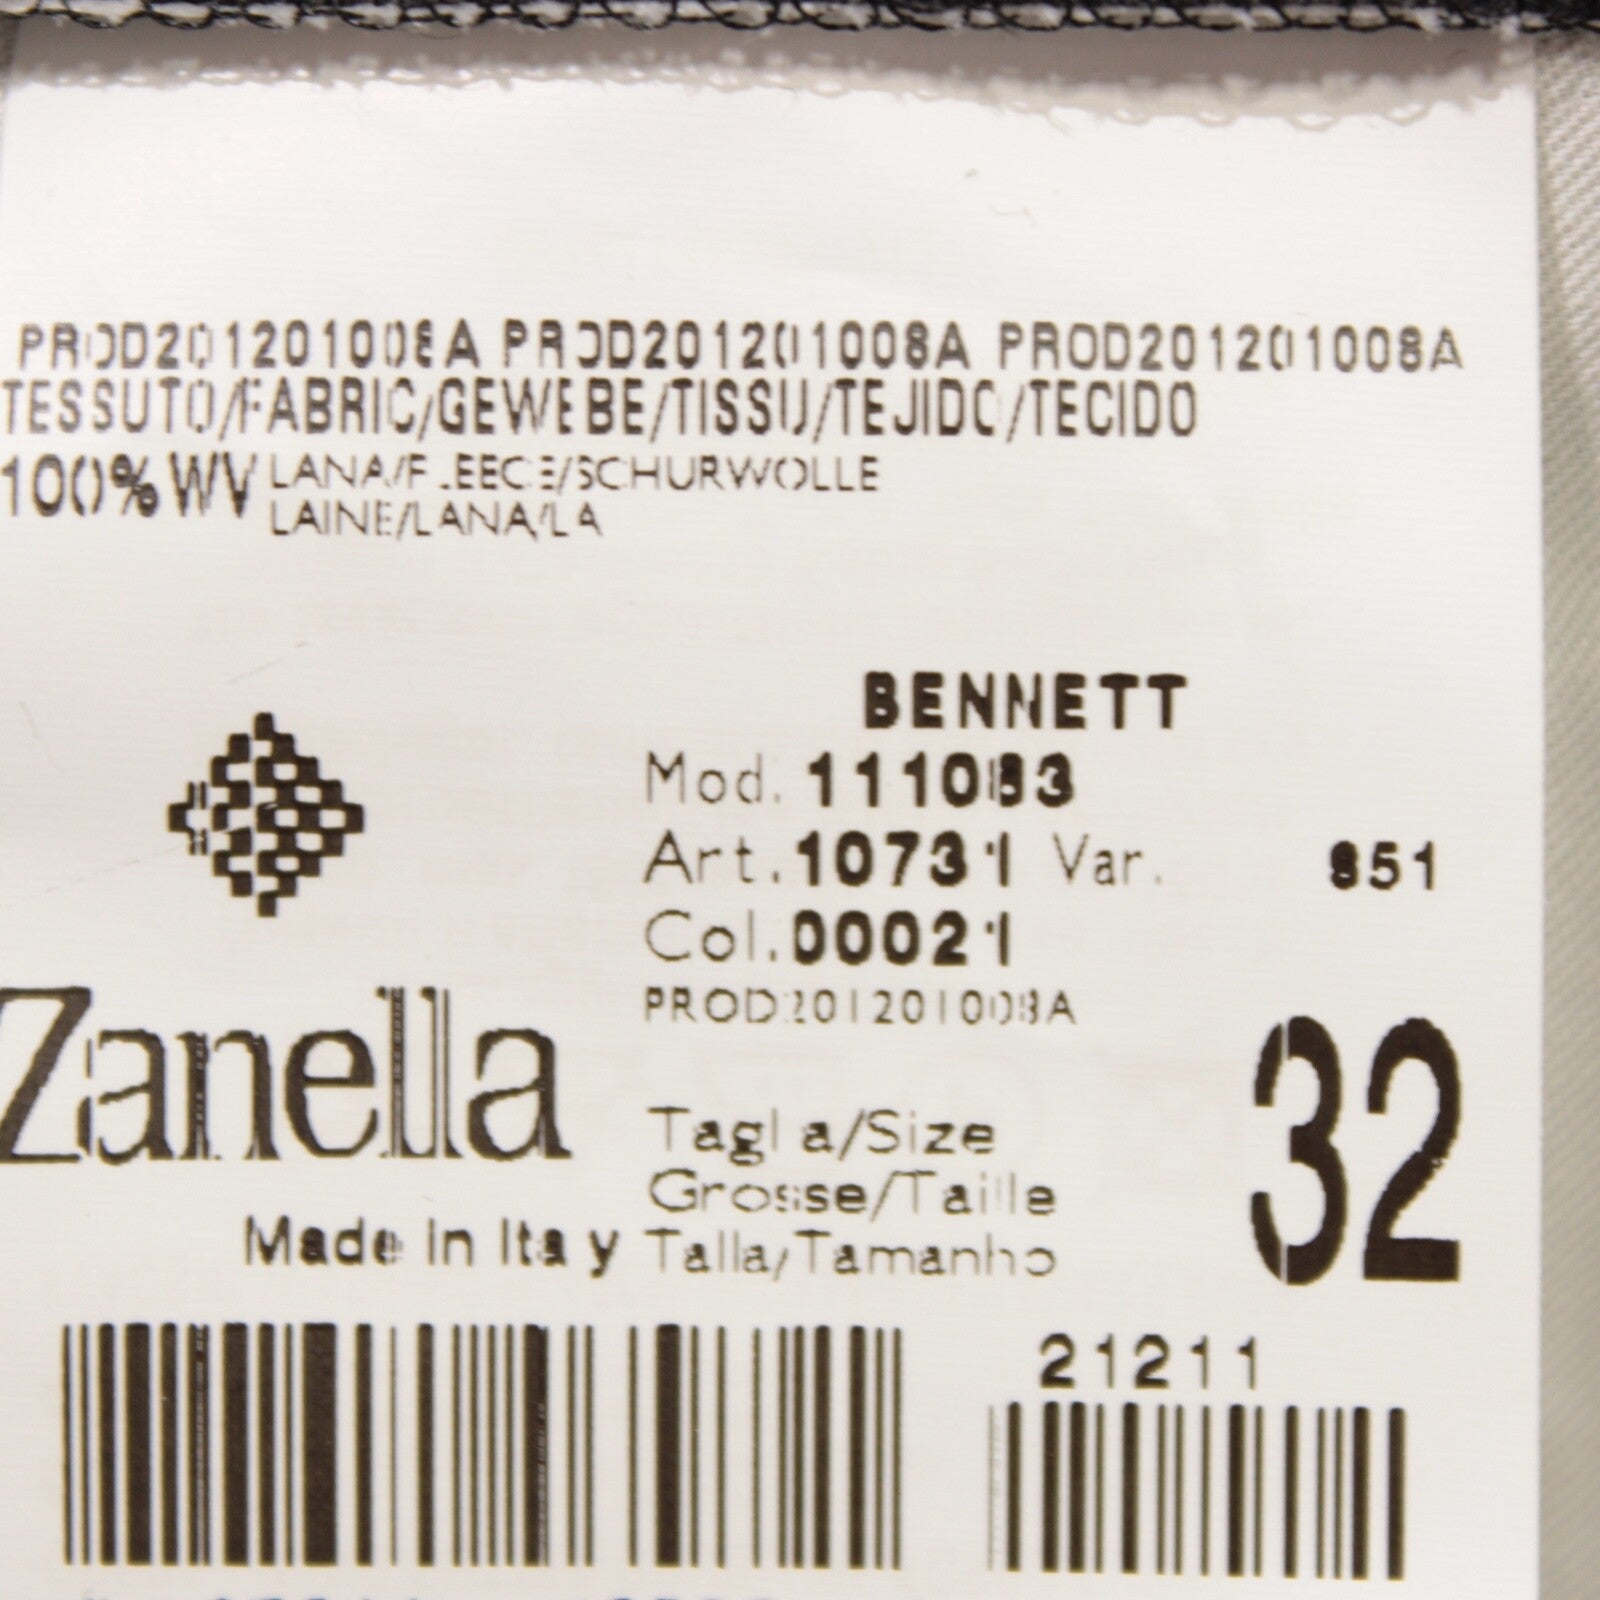 PROD201201008A PROD201201008A PROD201201008A
TESSUTO/FABRIC/GEWEBE/TISSU/TEJIDO/TECIDO
100% WV LANA/FLEECE/SCHURWOLLE
LAINE/LANA/LA
BENNETT
Mod. 111083
Art. 10731 Var. 851
Col. 00021
PROD201201008A
Zanella
Made in Italy
Taglia/Size
Grosse/Taille
Talla/Tamanho
32
21211